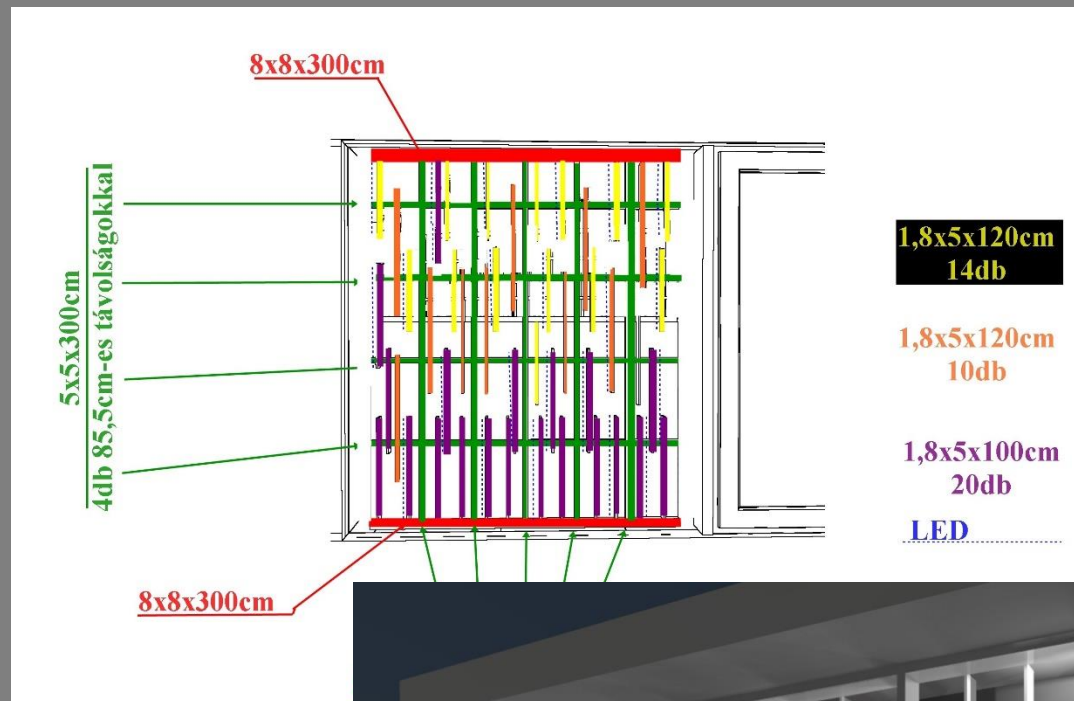 8x8x300cm
5x5x300cm
4db 85,5cm-es távolságokkal
1,8x5x120cm
14db
1,8x5x120cm
10db
1,8x5x100cm
20db
LED
8x8x300cm